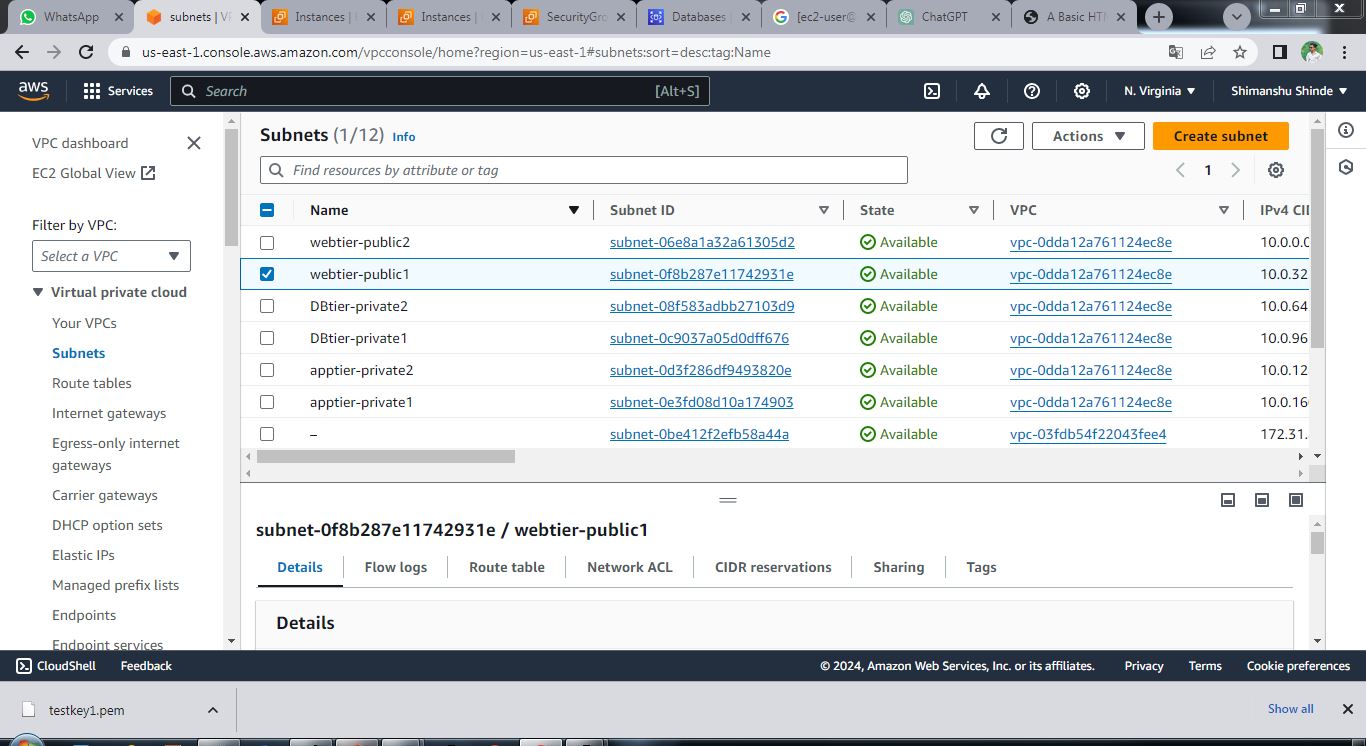 WhatsApp
subnets | VP
Instances |
Instances |
SecurityGro
Databases |
[ec2-user@
ChatGPT
A Basic HTM
us-east-1.console.aws.amazon.com/vpcconsole/home?region=us-east-1#subnets:sort=desc:tag:Name
aws
Services
Search
[Alt+S]
N. Virginia
Shimanshu Shinde
VPC dashboard
EC2 Global View
Filter by VPC:
Select a VPC
Virtual private cloud
Your VPCs
Subnets
Route tables
Internet gateways
Egress-only internet
gateways
Carrier gateways
DHCP option sets
Elastic IPs
Managed prefix lists
Endpoints
Endpoint services
Subnets (1/12) Info
Actions
Create subnet
Find resources by attribute or tag
1
Name Subnet ID State VPC IPv4 CII
webtier-public2 subnet-06e8a1a32a61305d2 Available vpc-0dda12a761124ec8e 10.0.0.0
webtier-public1 subnet-0f8b287e11742931e Available vpc-0dda12a761124ec8e 10.0.32
DBtier-private2 subnet-08f583adbb27103d9 Available vpc-0dda12a761124ec8e 10.0.64
DBtier-private1 subnet-0c9037a05d0dff676 Available vpc-0dda12a761124ec8e 10.0.96
apptier-private2 subnet-0d3f286df9493820e Available vpc-0dda12a761124ec8e 10.0.12
apptier-private1 subnet-0e3fd08d10a174903 Available vpc-0dda12a761124ec8e 10.0.16
– subnet-0be412f2efb58a44a Available vpc-03fdb54f22043fee4 172.31.
subnet-0f8b287e11742931e / webtier-public1
Details Flow logs Route table Network ACL CIDR reservations Sharing Tags
Details
CloudShell Feedback
© 2024, Amazon Web Services, Inc. or its affiliates. Privacy Terms Cookie preferences
testkey1.pem
Show all